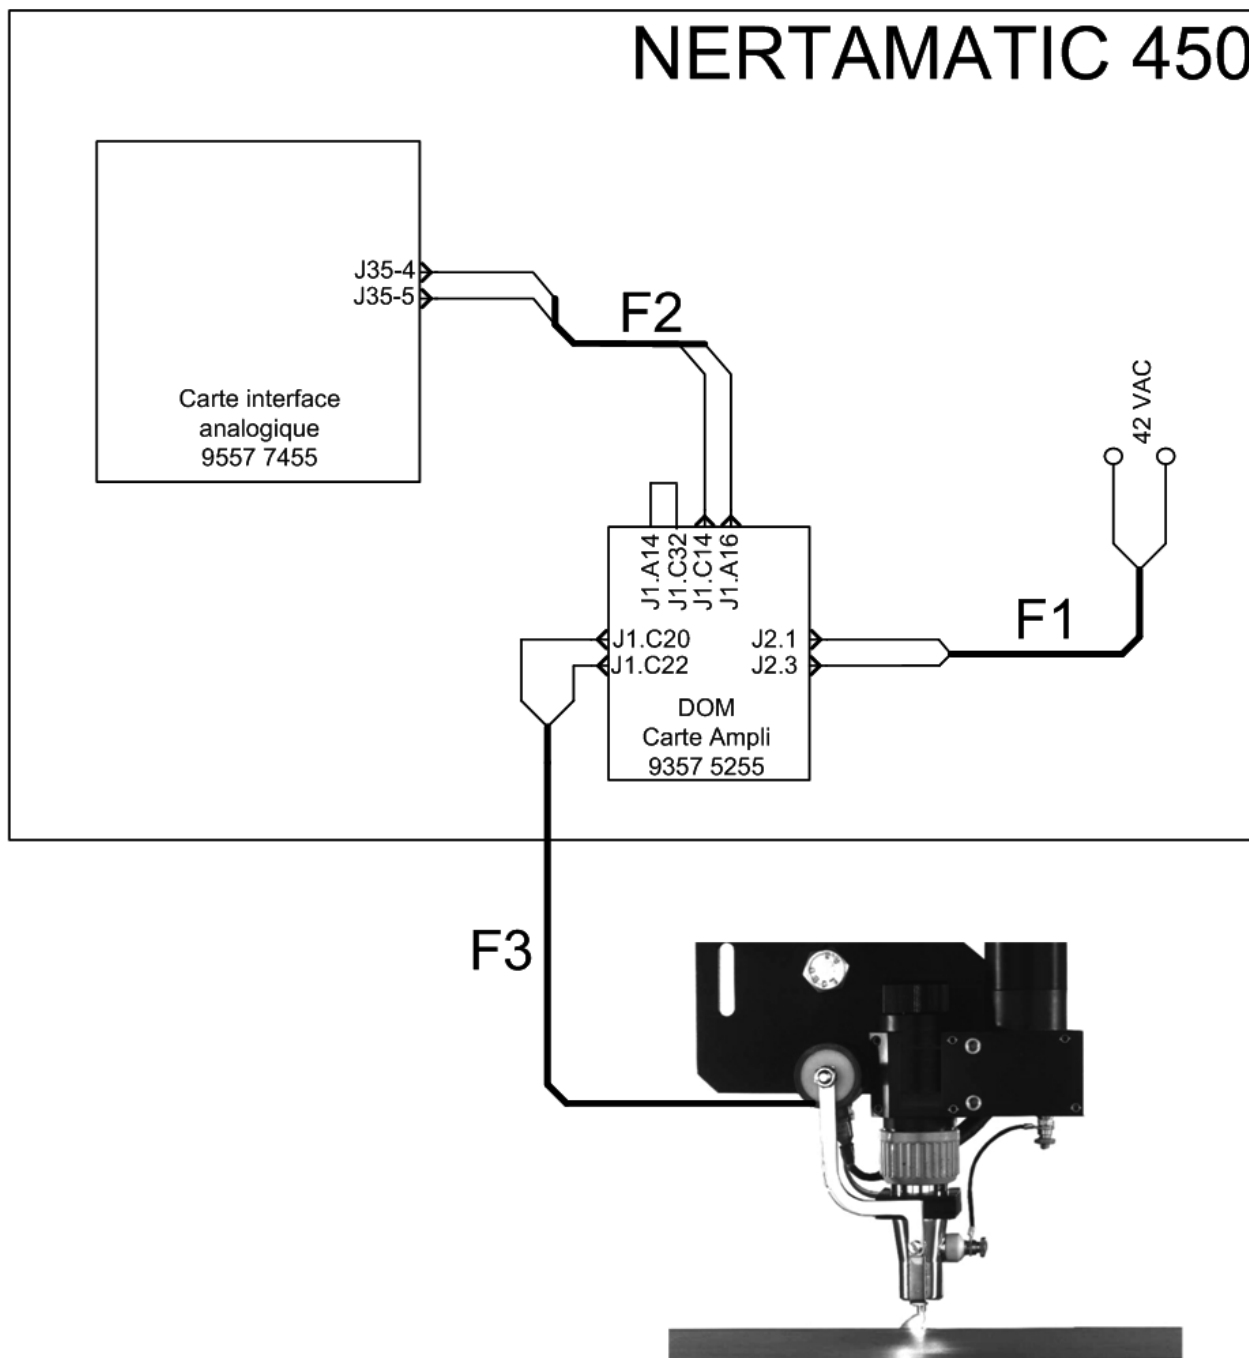 NERTAMATIC 450
J35-4
J35-5
F2
Carte interface
analogique
9557 7455
42 VAC
J1.A14
J1.C32
J1.C14
J1.A16
F1
J1.C20
J2.1
J1.C22
J2.3
DOM
Carte Ampli
9357 5255
F3